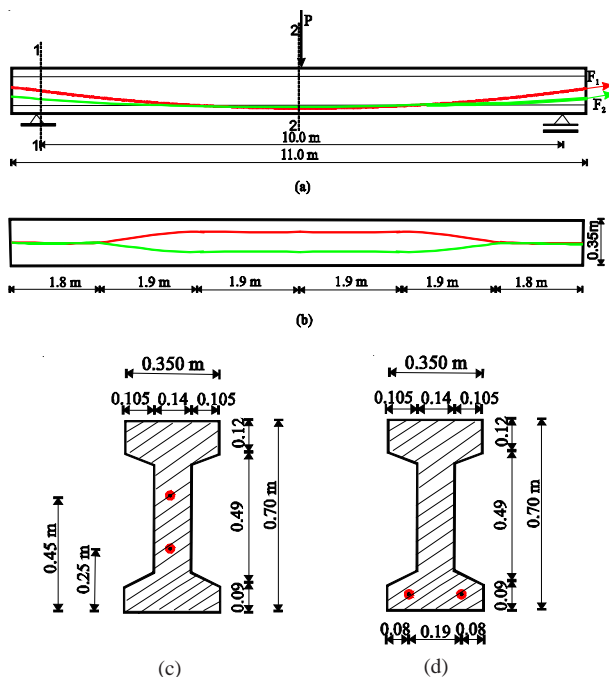 P
2
1
F₁
F₂
2
1
10.0 m
11.0 m
(a)
0.35m
1.8 m 1.9 m 1.9 m 1.9 m 1.9 m 1.8 m
(b)
0.350 m
0.105 0.14 0.105
0.12
0.49
0.70 m
0.45 m
0.25 m
0.09
(c)
0.350 m
0.105 0.14 0.105
0.12
0.49
0.70 m
0.09
0.08 0.19 0.08
(d)